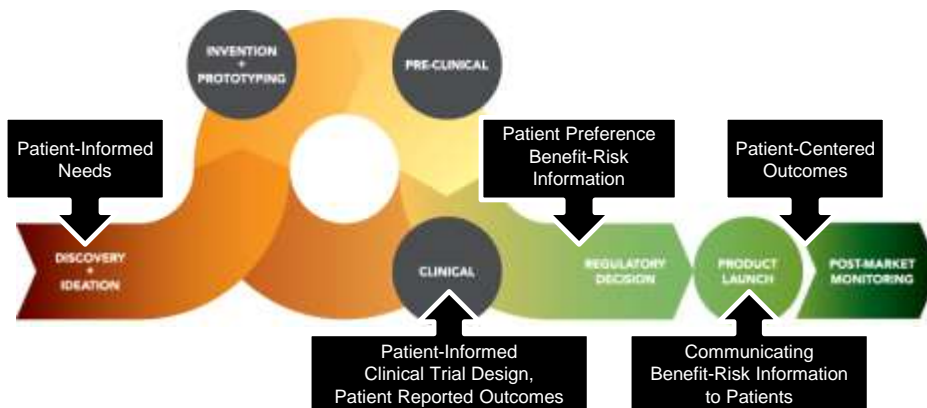 INVENTION
+
PROTOTYPING
PRE-CLINICAL
Patient-Informed
Needs
Patient Preference
Benefit-Risk
Information
Patient-Centered
Outcomes
DISCOVERY
+
IDEATION
CLINICAL
REGULATORY
DECISION
PRODUCT
LAUNCH
POST-MARKET
MONITORING
Patient-Informed
Clinical Trial Design,
Patient Reported Outcomes
Communicating
Benefit-Risk Information
to Patients